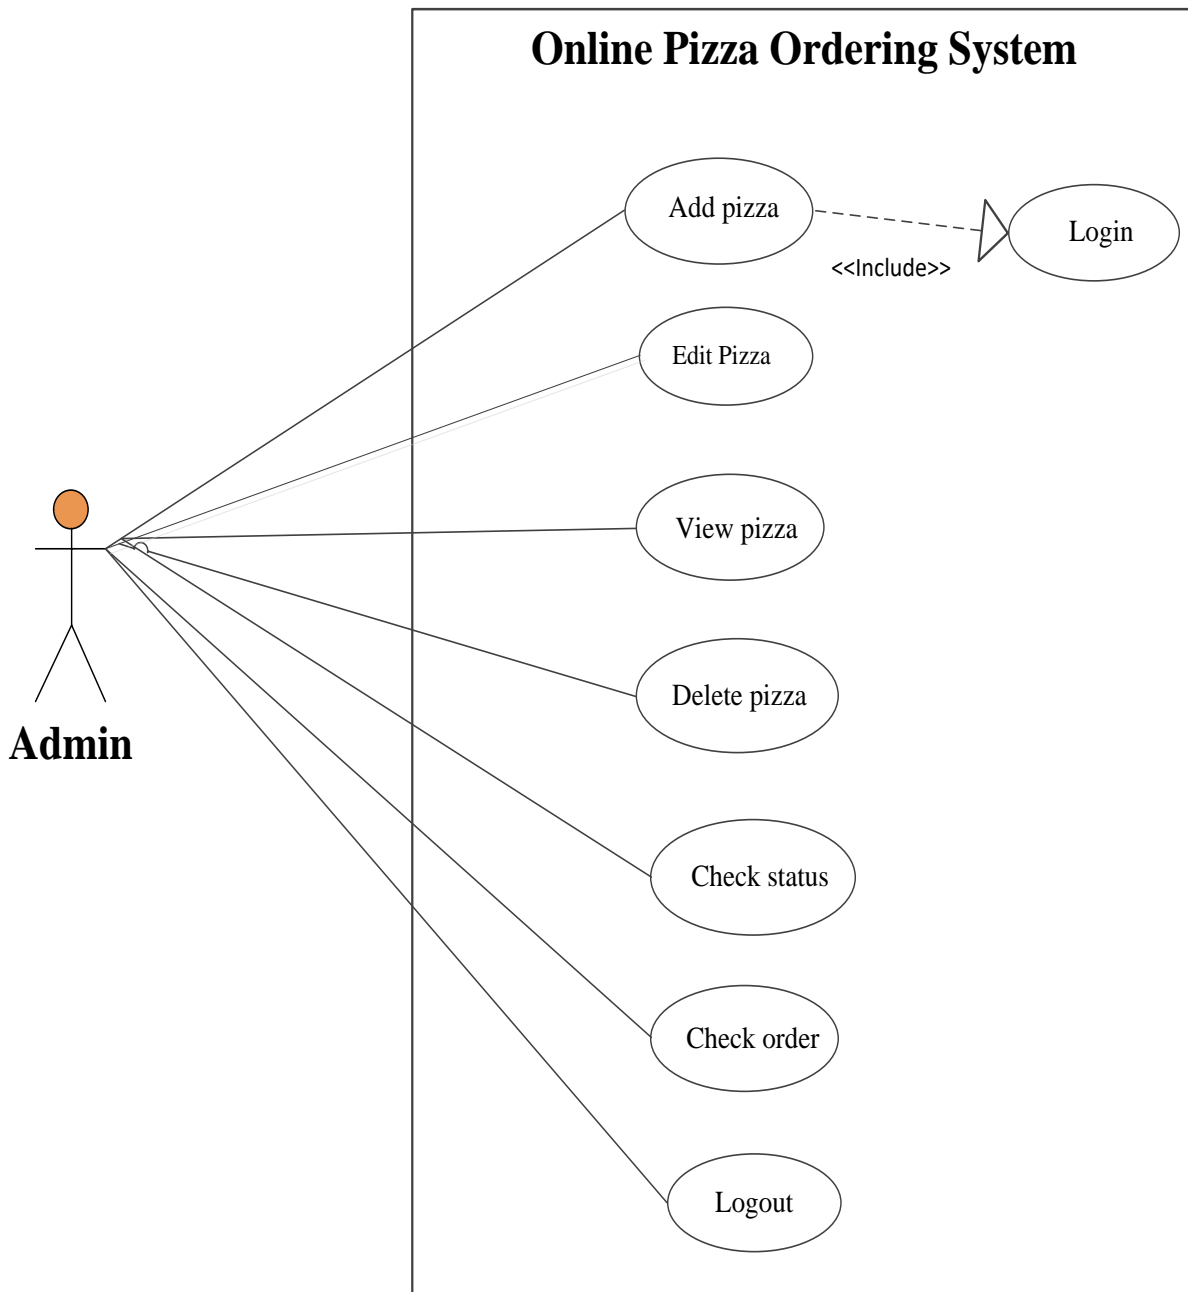 Online Pizza Ordering System
Add pizza
Login
<<Include>>
Edit Pizza
View pizza
Delete pizza
Admin
Check status
Check order
Logout